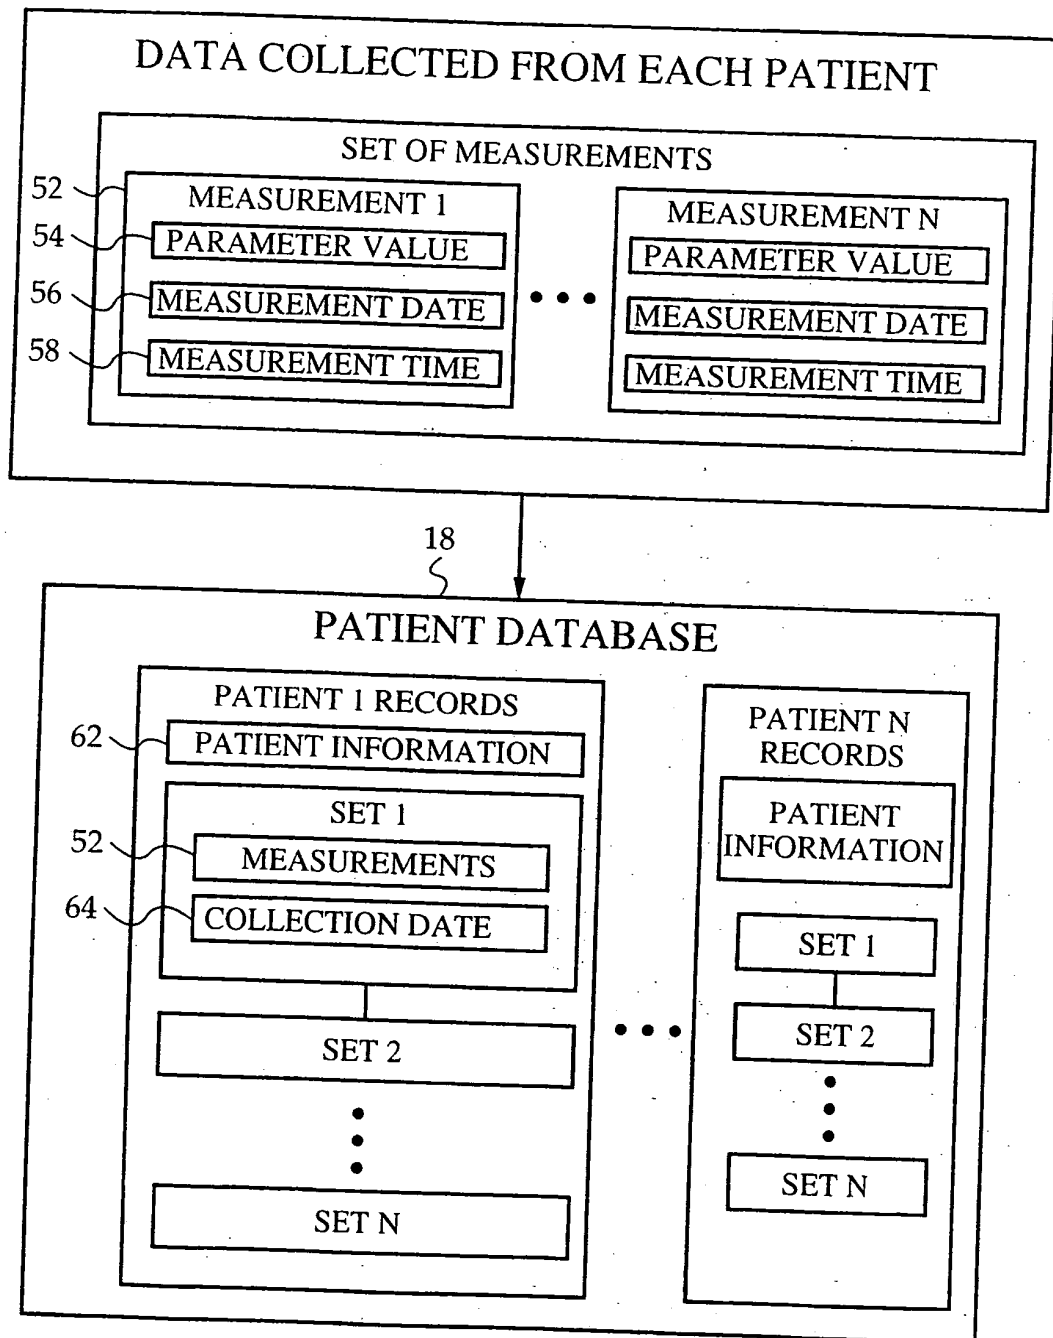 DATA COLLECTED FROM EACH PATIENT
SET OF MEASUREMENTS
52
MEASUREMENT 1
54
PARAMETER VALUE
56
MEASUREMENT DATE
58
MEASUREMENT TIME
MEASUREMENT N
PARAMETER VALUE
MEASUREMENT DATE
MEASUREMENT TIME
18
PATIENT DATABASE
PATIENT 1 RECORDS
62
PATIENT INFORMATION
SET 1
52
MEASUREMENTS
64
COLLECTION DATE
SET 2
SET N
PATIENT N
RECORDS
PATIENT
INFORMATION
SET 1
SET 2
SET N